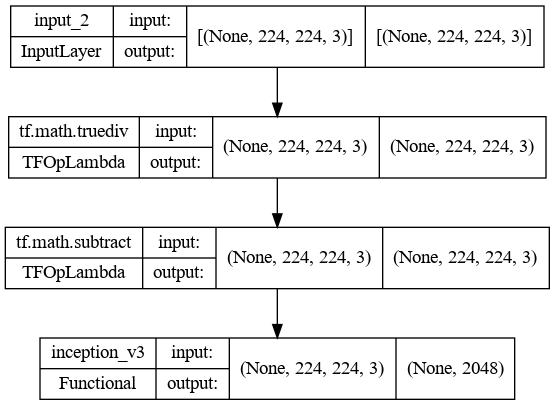 input_2 input: [(None, 224, 224, 3)] [(None, 224, 224, 3)]
InputLayer output:
tf.math.truediv input: (None, 224, 224, 3) (None, 224, 224, 3)
TFOpLambda output:
tf.math.subtract input: (None, 224, 224, 3) (None, 224, 224, 3)
TFOpLambda output:
inception_v3 input: (None, 224, 224, 3) (None, 2048)
Functional output: